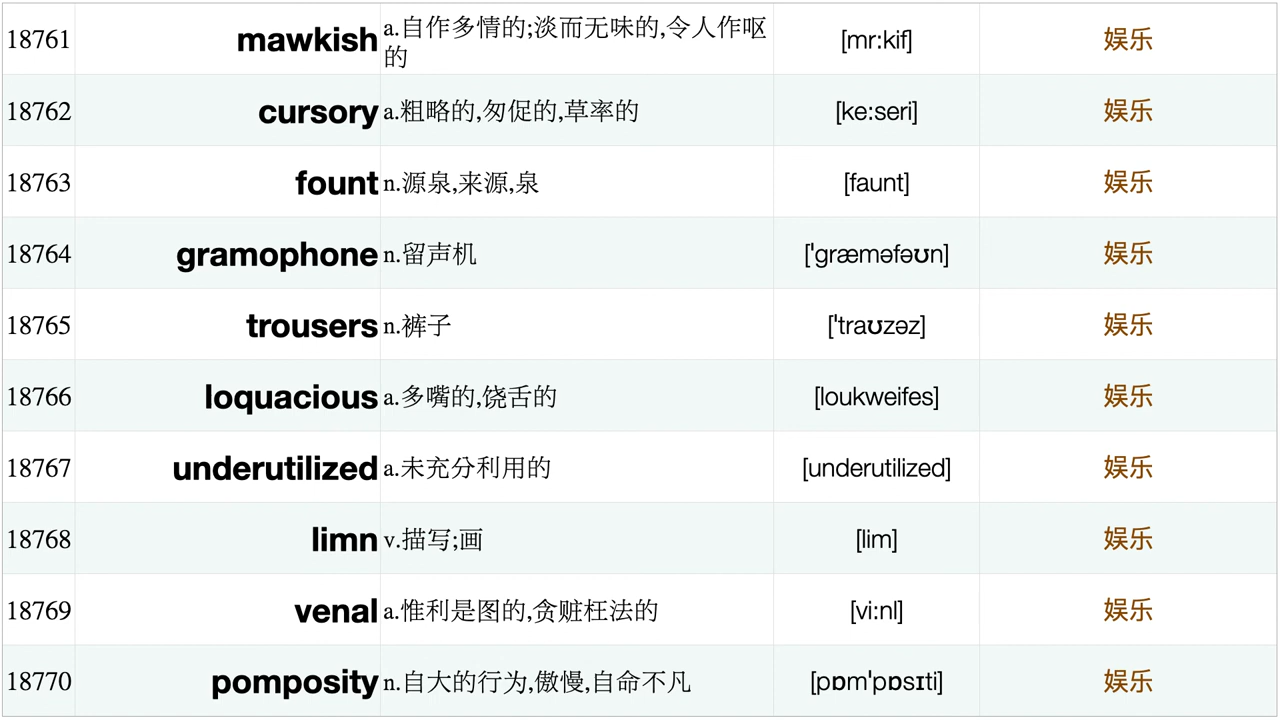 18761 mawkish a.自作多情的;淡而无味的,令人作呕的 [mr:kif] 娱乐
18762 cursory a.粗略的,匆促的,草率的 [ke:seri] 娱乐
18763 fount n.源泉,来源,泉 [faunt] 娱乐
18764 gramophone n.留声机 ['græməfəʊn] 娱乐
18765 trousers n.裤子 ['traʊzəz] 娱乐
18766 loquacious a.多嘴的,饶舌的 [loukweifes] 娱乐
18767 underutilized a.未充分利用的 [underutilized] 娱乐
18768 limn v.描写;画 [lim] 娱乐
18769 venal a.惟利是图的,贪赃枉法的 [vi:nl] 娱乐
18770 pomposity n.自大的行为,傲慢,自命不凡 [pɒm'pɒsɪti] 娱乐